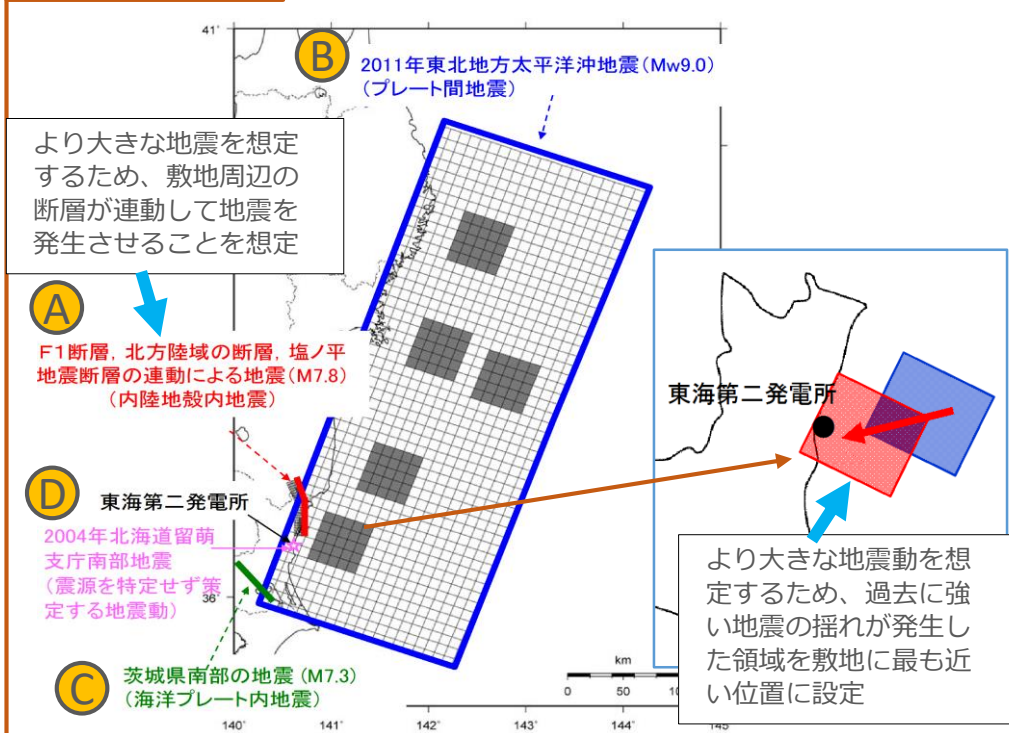 41°
B
2011年東北地方太平洋沖地震(Mw9.0)
(プレート間地震)
より大きな地震を想定
するため、敷地周辺の
断層が連動して地震を
発生させることを想定
A
F1断層, 北方陸域の断層, 塩ノ平
地震断層の連動による地震(M7.8)
(内陸地殻内地震)
東海第二発電所
D
東海第二発電所
2004年北海道留萌
支庁南部地震
(震源を特定せず策
定する地震動)
36°
C
茨城県南部の地震 (M7.3)
(海洋プレート内地震)
より大きな地震動を想
定するため、過去に強
い地震の揺れが発生し
た領域を敷地に最も近
い位置に設定
km
0 50
140° 141° 142° 143° 144° 145°